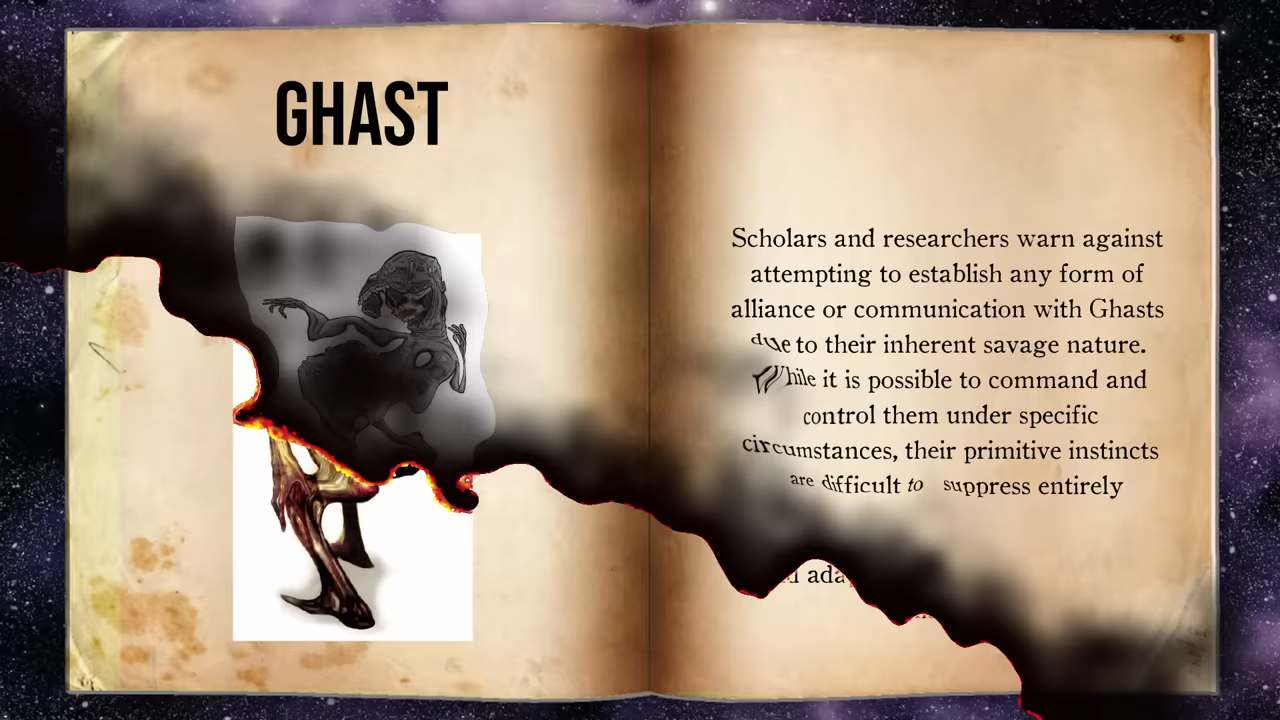 GHAST
Scholars and researchers warn against
attempting to establish any form of
alliance or communication with Ghasts
due to their inherent savage nature.
While it is possible to command and
control them under specific
circumstances, their primitive instincts
are difficult to suppress entirely